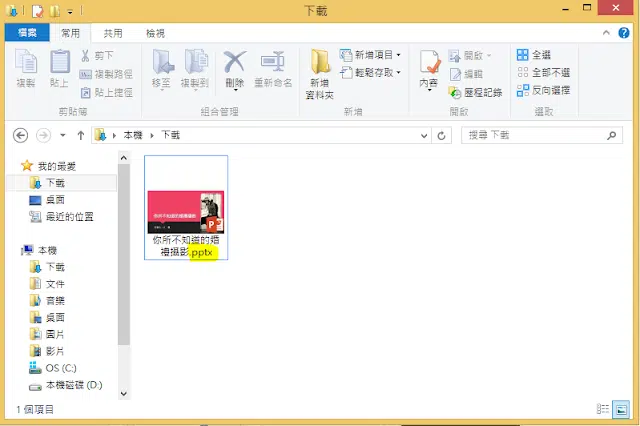 下載
檔案 常用 共用 檢視
複製 貼上 剪下 複製路徑 貼上捷徑
剪貼簿
移至 複製到 刪除 重新命名
組合管理
新增資料夾 新增項目 輕鬆存取
新增
內容 開啟 編輯 歷程記錄
開啟
全選 全部不選 反向選擇
選取
本機 下載
搜尋 下載
我的最愛
下載
桌面
最近的位置
本機
下載
文件
音樂
桌面
圖片
影片
OS (C:)
本機磁碟 (D:)
你所不知道的婚
禮攝影.pptx
1 個項目